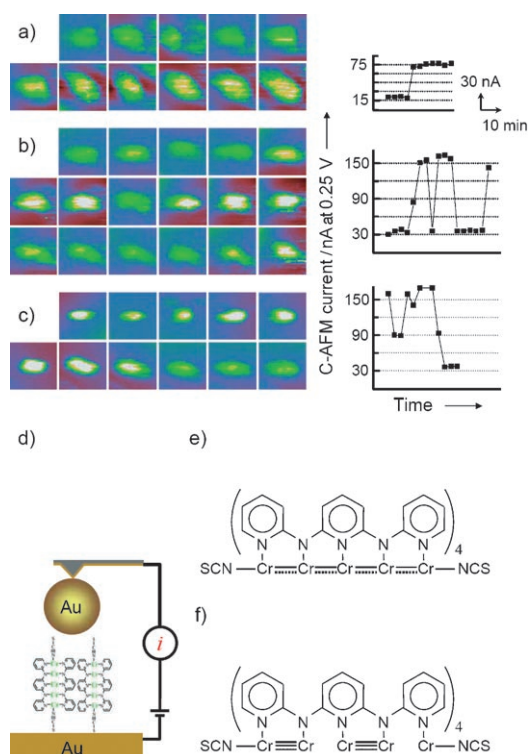 a)
75
15
30 nA
10 min
b)
150
90
30
C-AFM current / nA at 0.25 V
c)
150
90
30
Time
d)
e)
N N N N N
4
SCN Cr Cr Cr Cr Cr NCS
Au
i
Au
f)
N N N N N
4
SCN Cr Cr Cr Cr Cr NCS